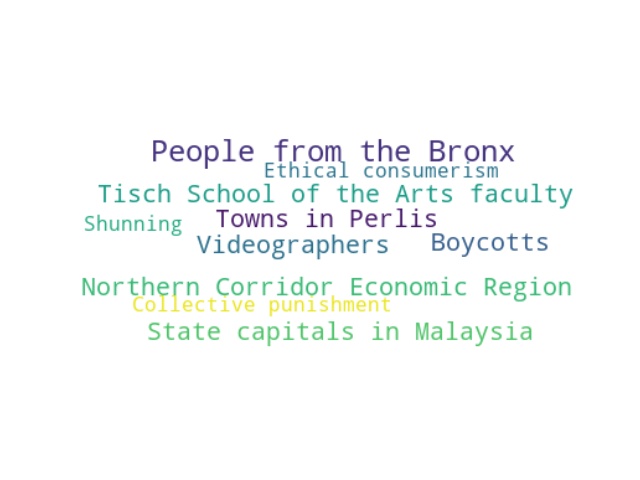 People from the Bronx
Ethical consumerism
Tisch School of the Arts faculty
Shunning
Towns in Perlis
Videographers
Boycotts
Northern Corridor Economic Region
Collective punishment
State capitals in Malaysia